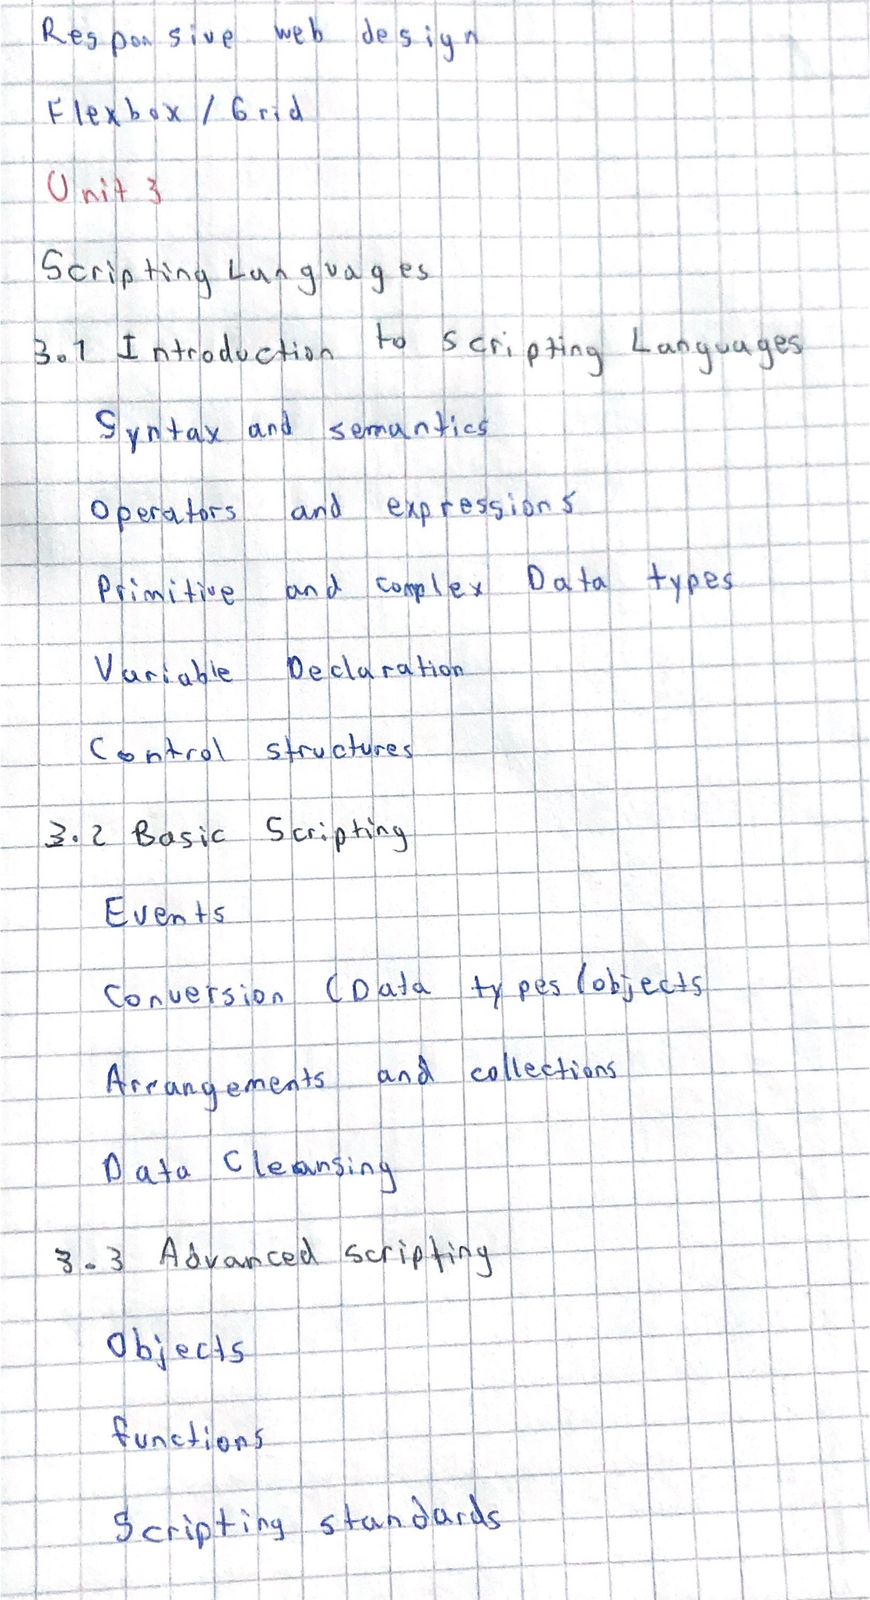 Responsive web design
Flexbox / Grid
Unit 3
Scripting Languages
3.1 Introduction to scripting Languages
Syntax and semantics
Operators and expressions
Primitive and complex Data types
Variable Declaration
Control structures
3.2 Basic Scripting
Events
Conversion (Data types/objects
Arrangements and collections
Data Cleansing
3.3 Advanced scripting
Objects
functions
Scripting standards